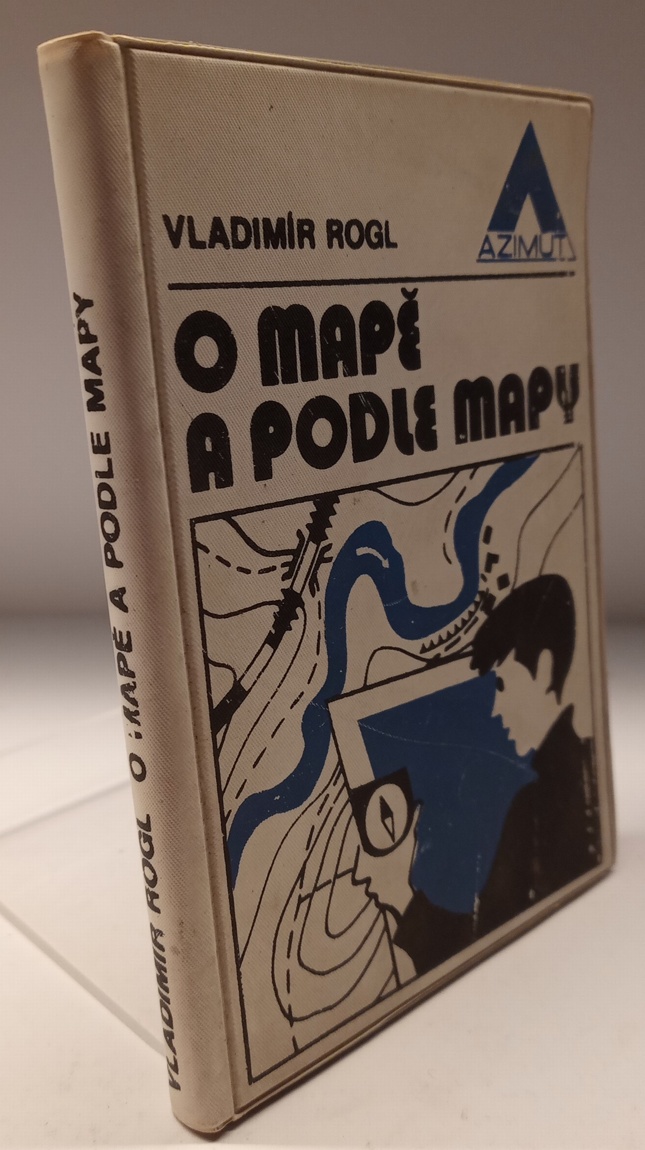 VLADIMÍR ROGL
AZIMUT
O MAPĚ
A PODLE MAPY
VLADIMÍR ROGL O MAPĚ A PODLE MAPY